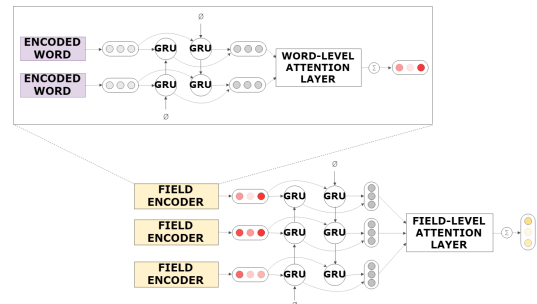 Ø
ENCODED
WORD
GRU
GRU
WORD-LEVEL
ATTENTION
LAYER
Σ
ENCODED
WORD
GRU
GRU
Ø
Ø
FIELD
ENCODER
GRU
GRU
FIELD
ENCODER
GRU
GRU
FIELD-LEVEL
ATTENTION
LAYER
Σ
FIELD
ENCODER
GRU
GRU
Ø